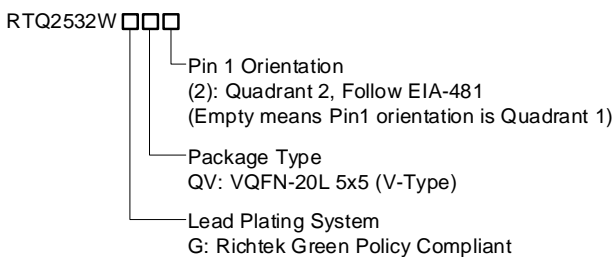 RTQ2532W□□□
Pin 1 Orientation
(2): Quadrant 2, Follow EIA-481
(Empty means Pin1 orientation is Quadrant 1)
Package Type
QV: VQFN-20L 5x5 (V-Type)
Lead Plating System
G: Richtek Green Policy Compliant